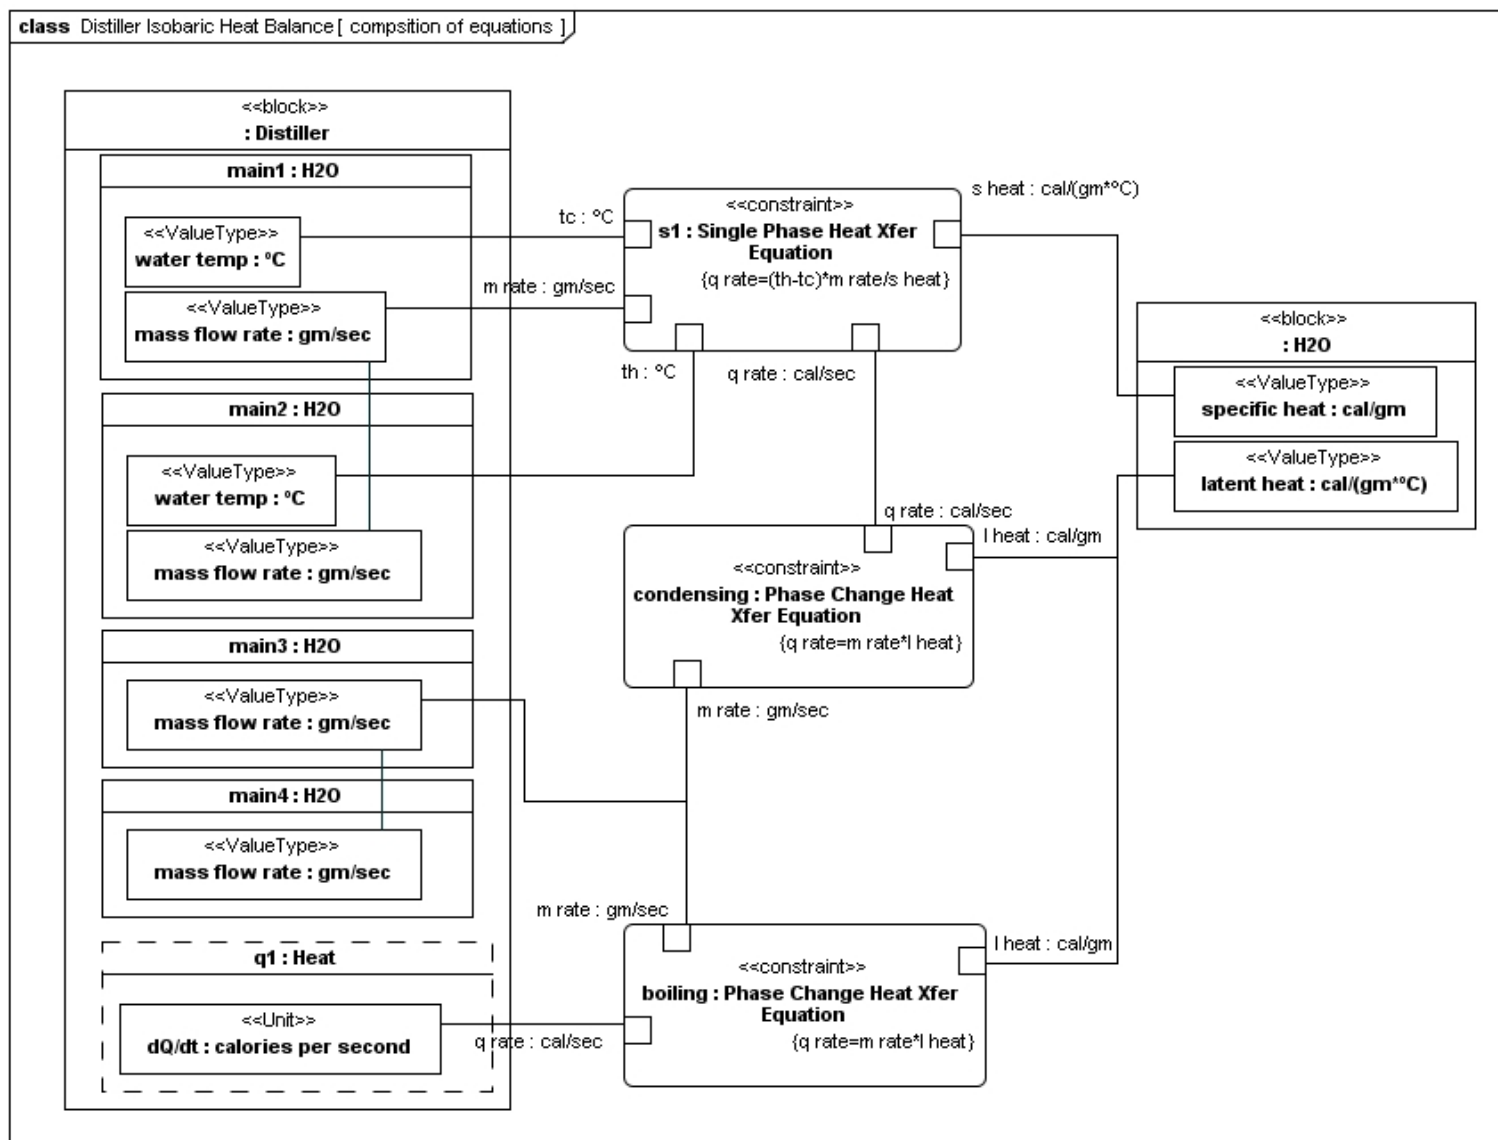 class Distiller Isobaric Heat Balance [ compsition of equations ]
<<block>>
: Distiller
main1 : H2O
<<ValueType>>
water temp : ºC
<<ValueType>>
mass flow rate : gm/sec
main2 : H2O
<<ValueType>>
water temp : ºC
<<ValueType>>
mass flow rate : gm/sec
main3 : H2O
<<ValueType>>
mass flow rate : gm/sec
main4 : H2O
<<ValueType>>
mass flow rate : gm/sec
q1 : Heat
<<Unit>>
dQ/dt : calories per second
tc : ºC
m rate : gm/sec
th : ºC
q rate : cal/sec
s heat : cal/(gm*ºC)
<<constraint>>
s1 : Single Phase Heat Xfer
Equation
{q rate=(th-tc)*m rate/s heat}
q rate : cal/sec
l heat : cal/gm
<<constraint>>
condensing : Phase Change Heat
Xfer Equation
{q rate=m rate*l heat}
m rate : gm/sec
m rate : gm/sec
l heat : cal/gm
<<constraint>>
boiling : Phase Change Heat Xfer
Equation
{q rate=m rate*l heat}
q rate : cal/sec
<<block>>
: H2O
<<ValueType>>
specific heat : cal/gm
<<ValueType>>
latent heat : cal/(gm*ºC)